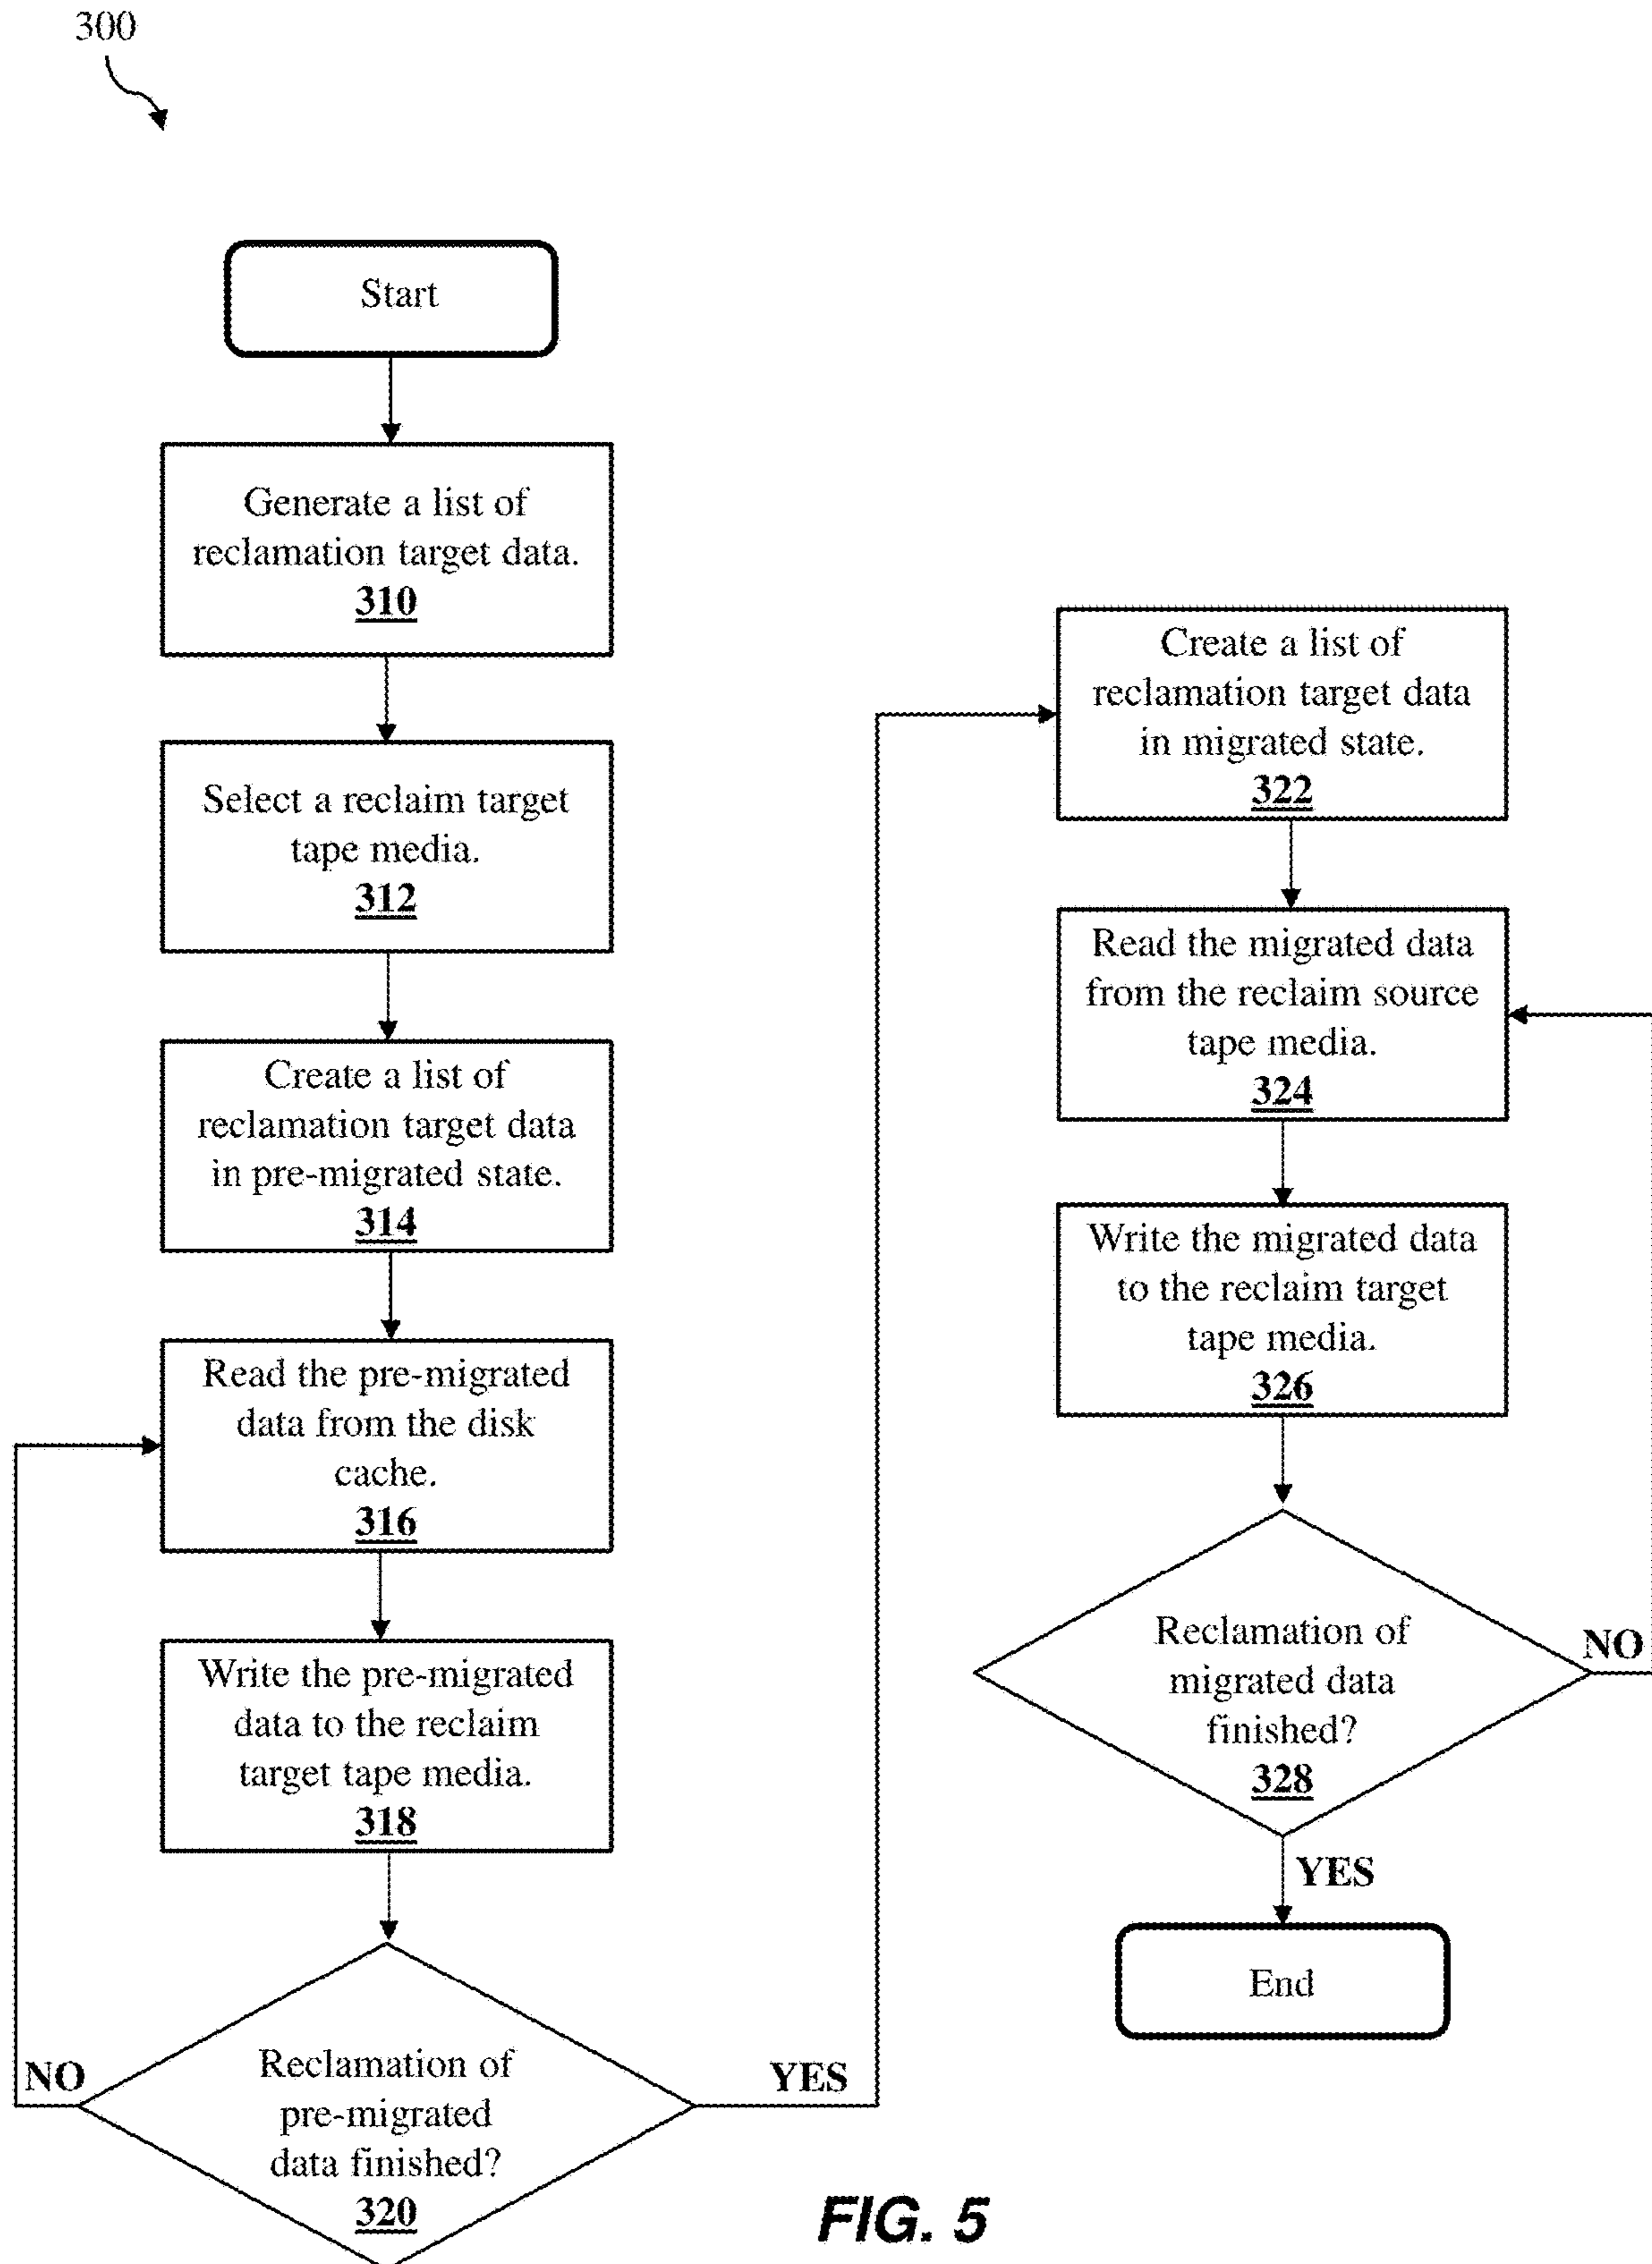 300
Start
Generate a list of
reclamation target data.
310
Select a reclaim target
tape media.
312
Create a list of
reclamation target data
in pre-migrated state.
314
Read the pre-migrated
data from the disk
cache.
316
Write the pre-migrated
data to the reclaim
target tape media.
318
NO
Reclamation of
pre-migrated
data finished?
320
YES
Create a list of
reclamation target data
in migrated state.
322
Read the migrated data
from the reclaim source
tape media.
324
Write the migrated data
to the reclaim target
tape media.
326
Reclamation of
migrated data
finished?
328
NO
YES
End
FIG. 5